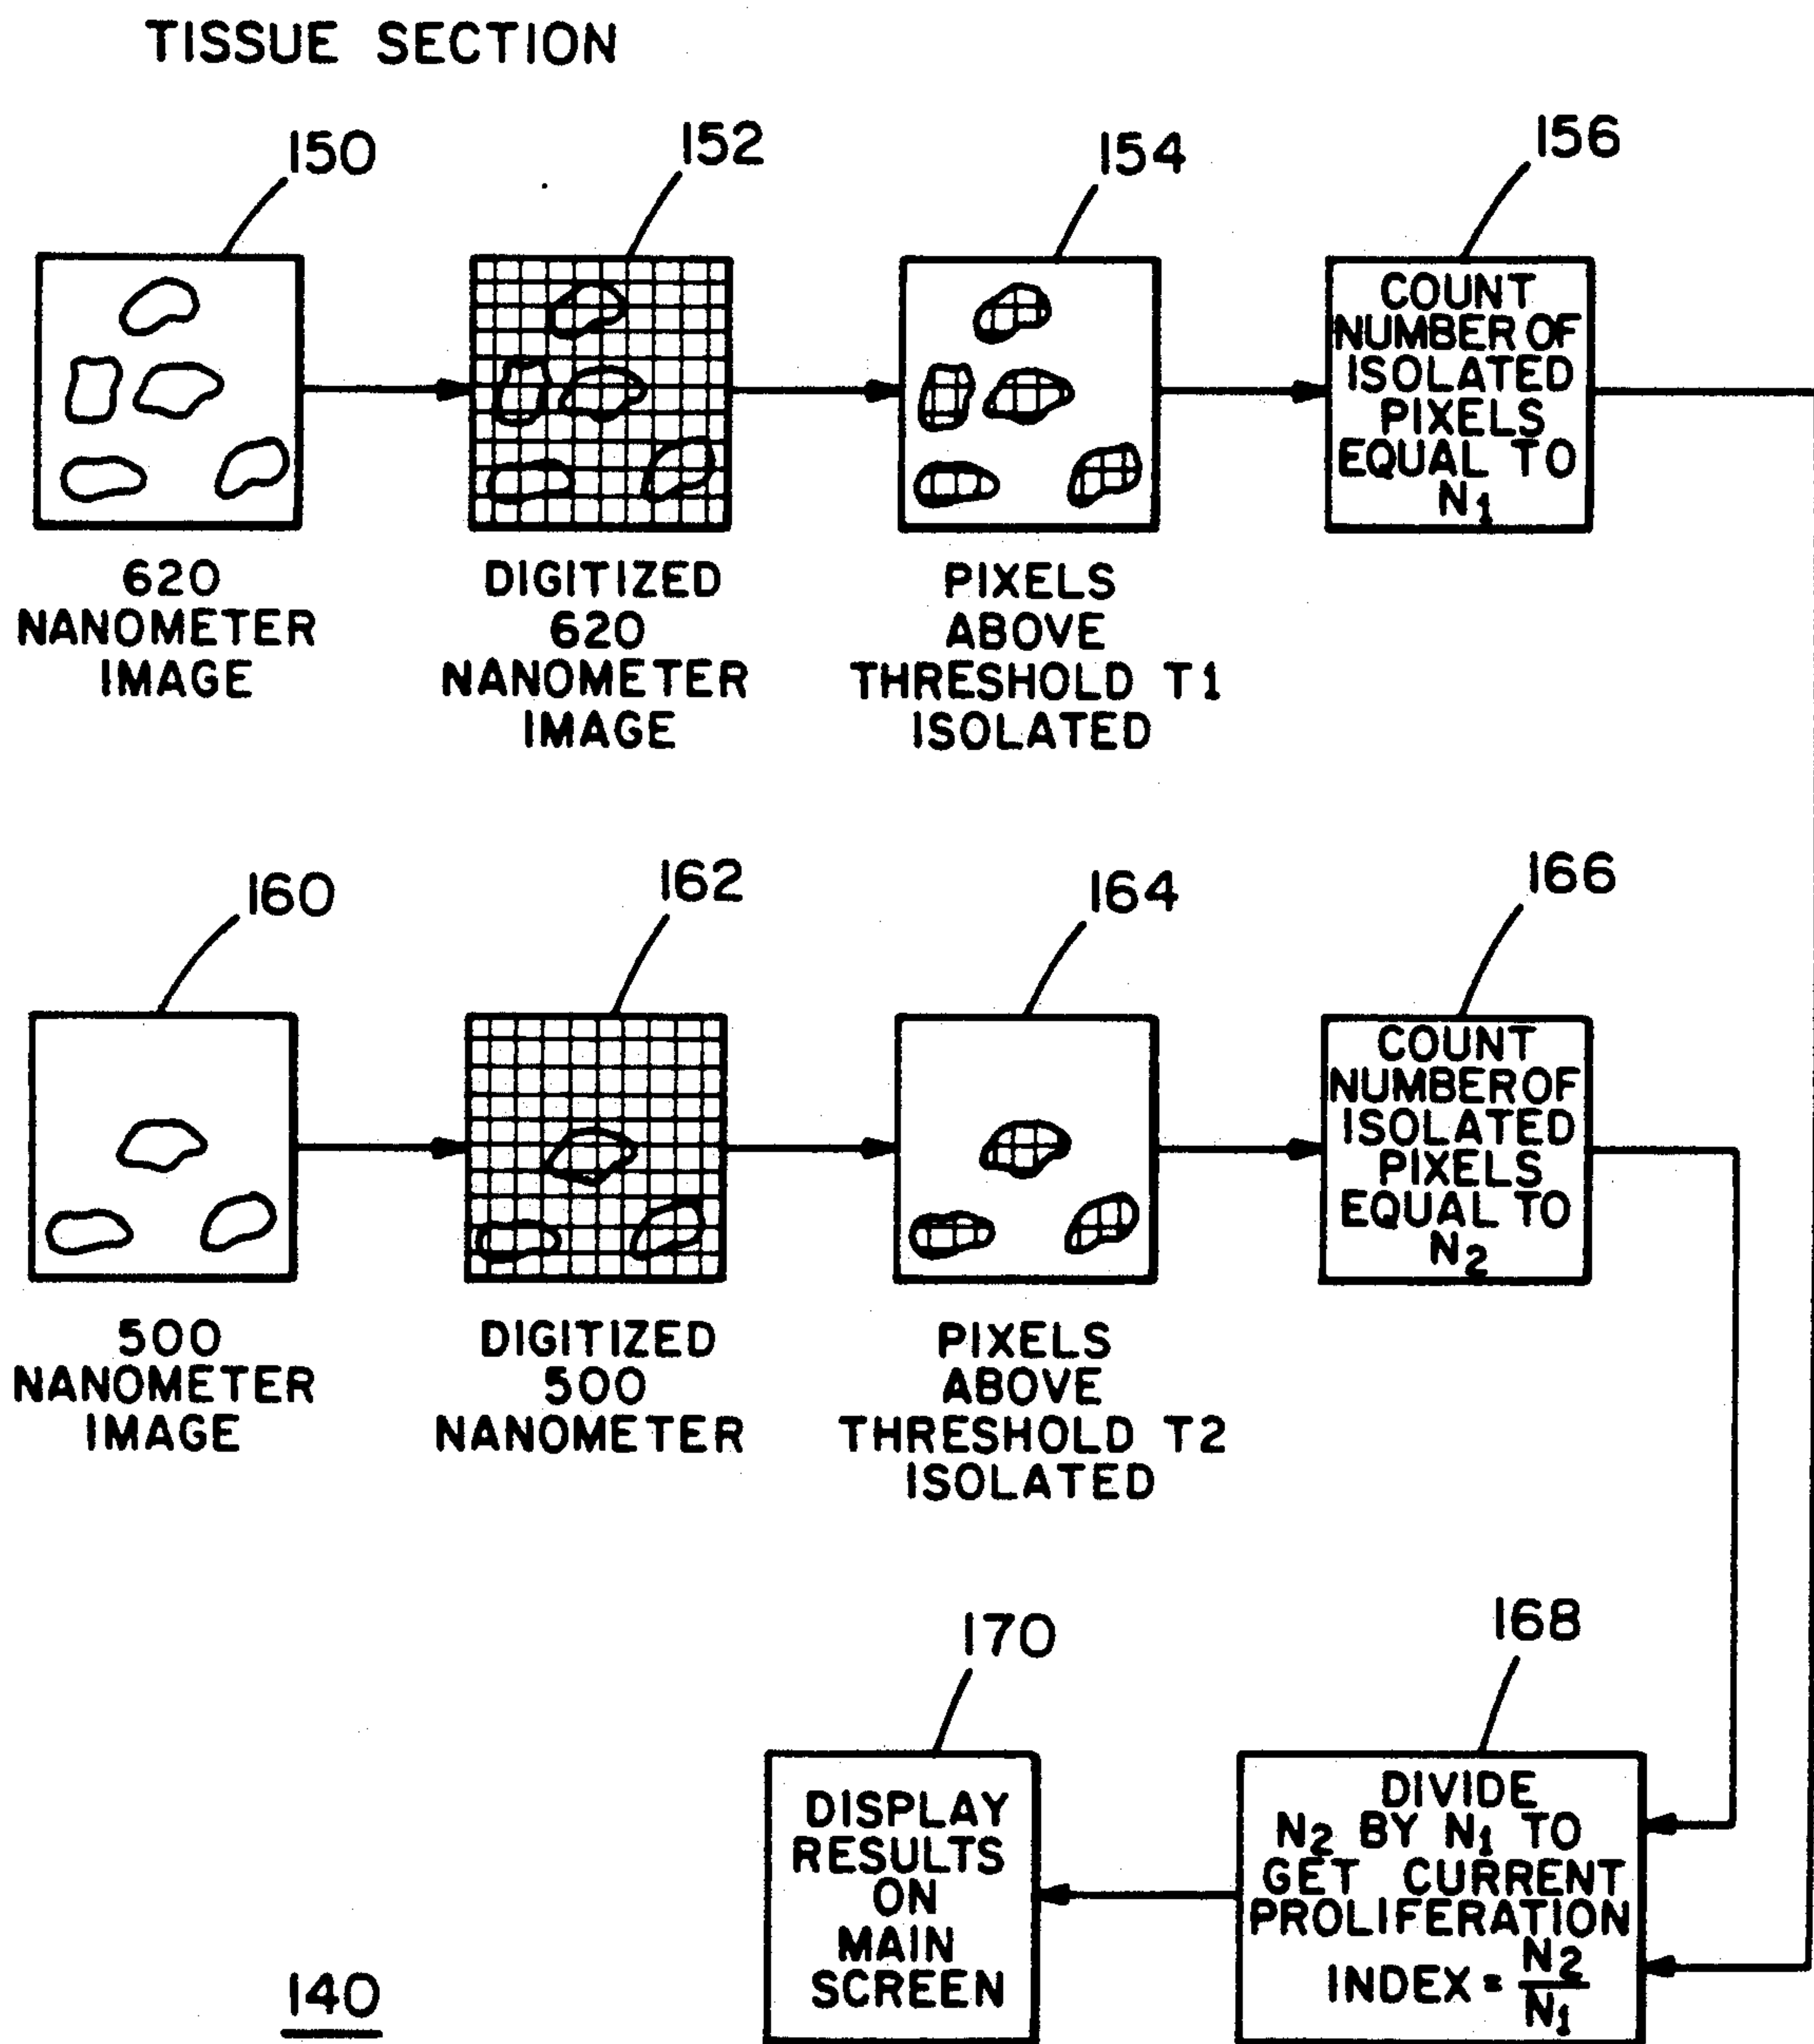 TISSUE SECTION
150
152
154
156
COUNT
NUMBER OF
ISOLATED
PIXELS
EQUAL TO
N1
620
NANOMETER
IMAGE
DIGITIZED
620
NANOMETER
IMAGE
PIXELS
ABOVE
THRESHOLD T1
ISOLATED
160
162
164
166
COUNT
NUMBER OF
ISOLATED
PIXELS
EQUAL TO
N2
500
NANOMETER
IMAGE
DIGITIZED
500
NANOMETER
PIXELS
ABOVE
THRESHOLD T2
ISOLATED
170
168
DISPLAY
RESULTS
ON
MAIN
SCREEN
DIVIDE
N2 BY N1 TO
GET CURRENT
PROLIFERATION
INDEX = N2/N1
140